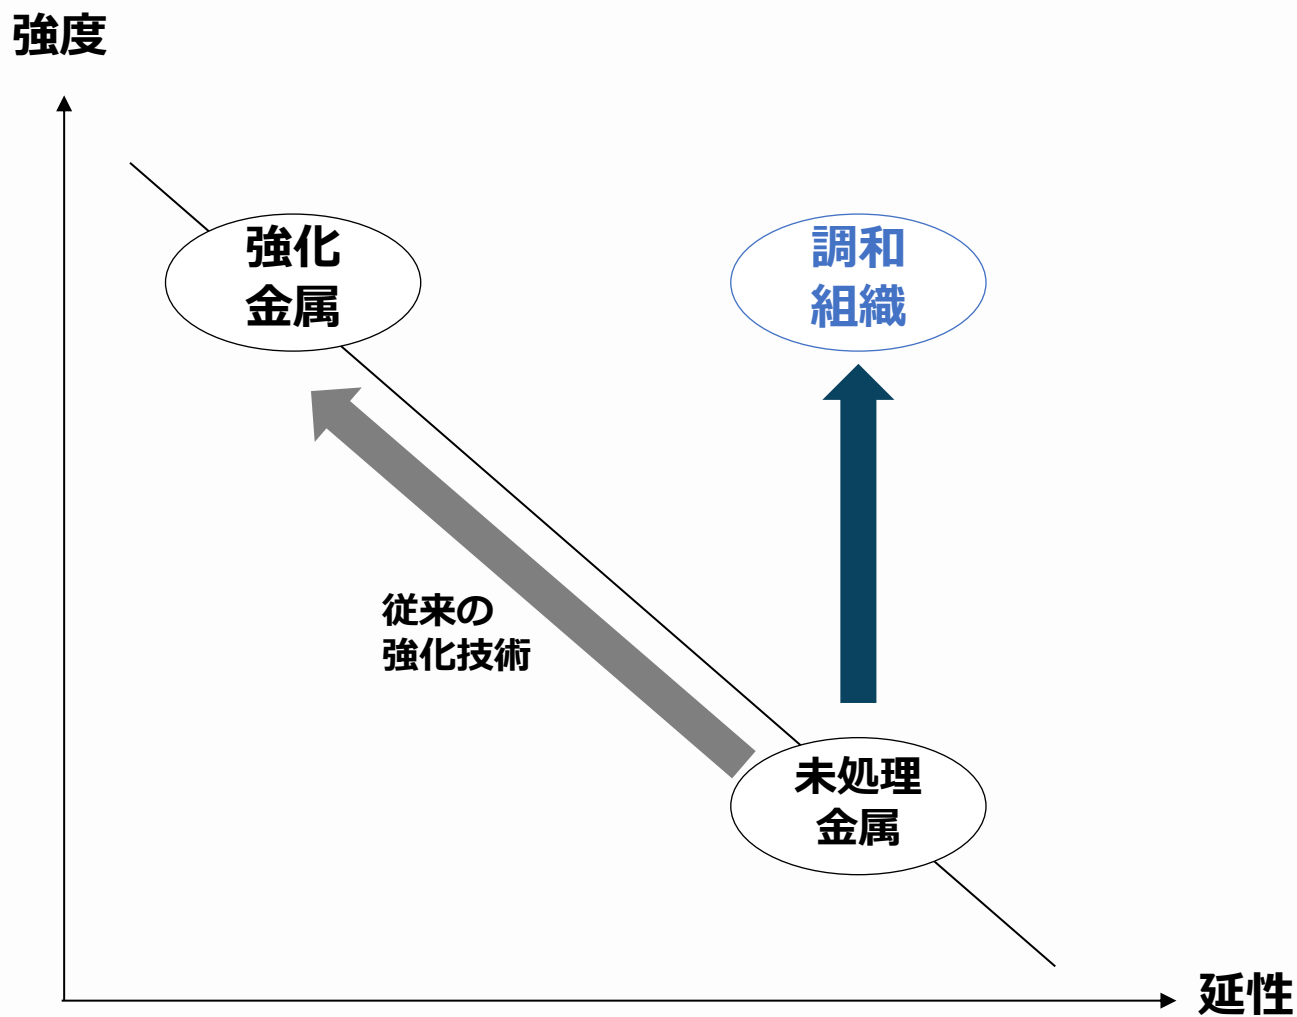 強度
強化
金属
調和
組織
従来の
強化技術
未処理
金属
延性